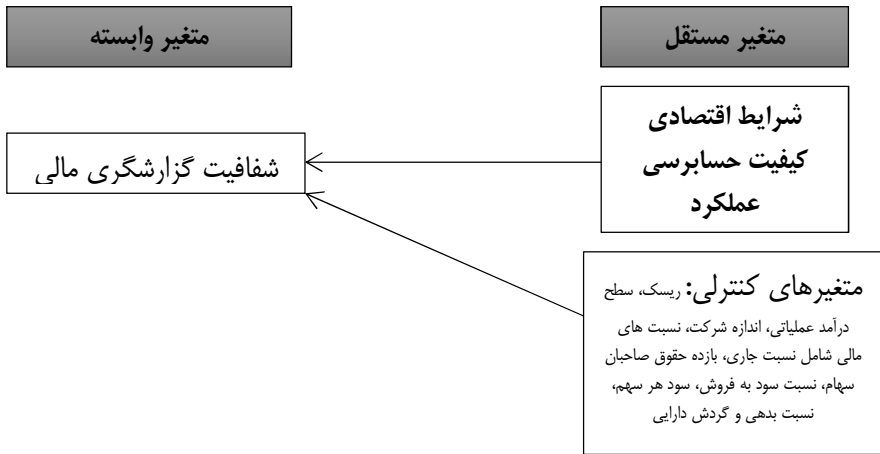 متغیر مستقل
متغیر وابسته
شرایط اقتصادی
کیفیت حسابرسی
عملکرد
شفافیت گزارشگری مالی
متغیرهای کنترلی: ریسک، سطح
درآمد عملیاتی، اندازه شرکت، نسبت های
مالی شامل نسبت جاری، بازده حقوق صاحبان
سهام، نسبت سود به فروش، سود هر سهم،
نسبت بدهی و گردش دارایی